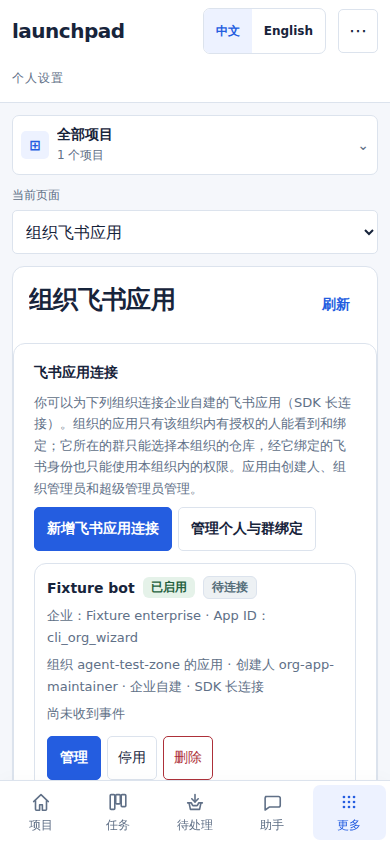 launchpad
中文
English
···
个人设置
全部项目
1 个项目
当前页面
组织飞书应用
组织飞书应用
刷新
飞书应用连接
你可以为下列组织连接企业自建的飞书应用（SDK 长连
接）。组织的应用只有该组织内有授权的人能看到和绑
定；它所在的群只能选择本组织的仓库，经它绑定的飞
书身份也只能使用本组织内的权限。应用由创建人、组
织管理员和超级管理员管理。
新增飞书应用连接
管理个人与群绑定
Fixture bot
已启用
待连接
企业：Fixture enterprise · App ID：
cli_org_wizard
组织 agent-test-zone 的应用 · 创建人 org-app-
maintainer · 企业自建 · SDK 长连接
尚未收到事件
管理
停用
删除
项目
任务
待处理
助手
更多